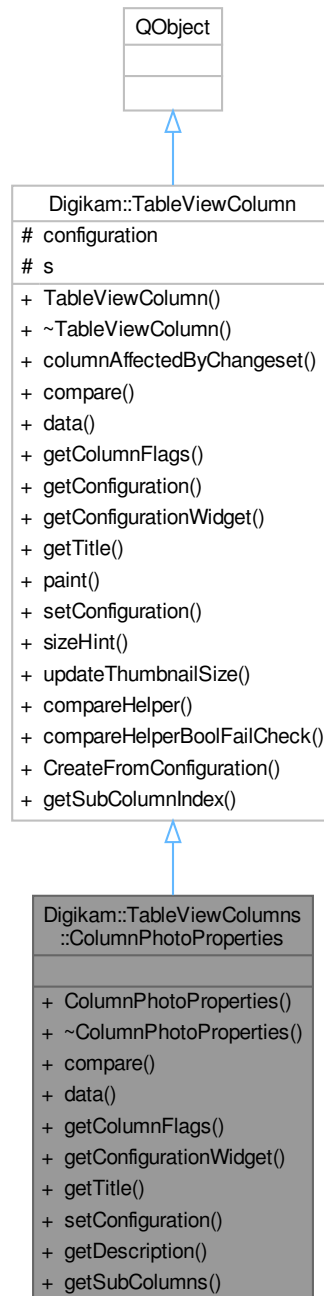 QObject
Digikam::TableViewColumn
# configuration
# s
+ TableViewColumn()
+ ~TableViewColumn()
+ columnAffectedByChangeset()
+ compare()
+ data()
+ getColumnFlags()
+ getConfiguration()
+ getConfigurationWidget()
+ getTitle()
+ paint()
+ setConfiguration()
+ sizeHint()
+ updateThumbnailSize()
+ compareHelper()
+ compareHelperBoolFailCheck()
+ CreateFromConfiguration()
+ getSubColumnIndex()
Digikam::TableViewColumns
::ColumnPhotoProperties
+ ColumnPhotoProperties()
+ ~ColumnPhotoProperties()
+ compare()
+ data()
+ getColumnFlags()
+ getConfigurationWidget()
+ getTitle()
+ setConfiguration()
+ getDescription()
+ getSubColumns()